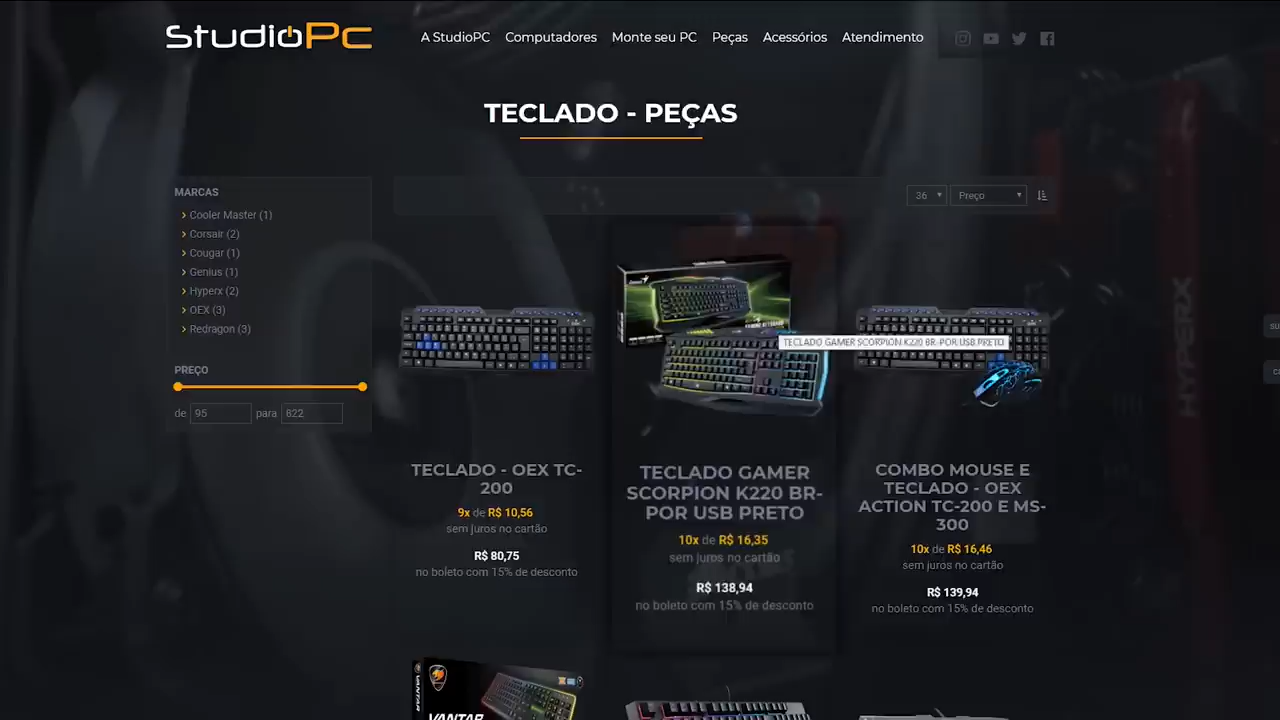 StudioPc
A StudioPC
Computadores
Monte seu PC
Peças
Acessórios
Atendimento
TECLADO - PEÇAS
MARCAS
Cooler Master (1)
Corsair (2)
Cougar (1)
Genius (1)
Hyperx (2)
OEX (3)
Redragon (3)
PREÇO
de 95 para 822
36
Preço
TECLADO GAMER SCORPION K220 BR- POR USB PRETO
HYPERX
TECLADO - OEX TC-
200
9x de R$ 10,56
sem juros no cartão
R$ 80,75
no boleto com 15% de desconto
TECLADO GAMER
SCORPION K220 BR-
POR USB PRETO
10x de R$ 16,35
sem juros no cartão
R$ 138,94
no boleto com 15% de desconto
COMBO MOUSE E
TECLADO - OEX
ACTION TC-200 E MS-
300
10x de R$ 16,46
sem juros no cartão
R$ 139,94
no boleto com 15% de desconto
VANTAR
VANTAR